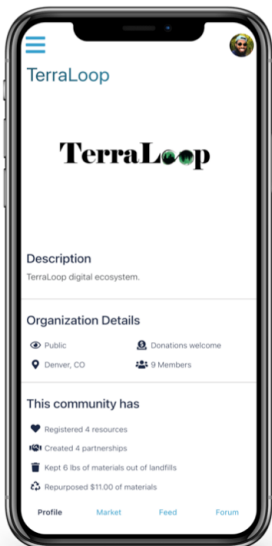 TerraLoop
TerraLoop
Description
TerraLoop digital ecosystem.
Organization Details
Public
Donations welcome
Denver, CO
9 Members
This community has
Registered 4 resources
Created 4 partnerships
Kept 6 lbs of materials out of landfills
Repurposed $11.00 of materials
Profile Market Feed Forum